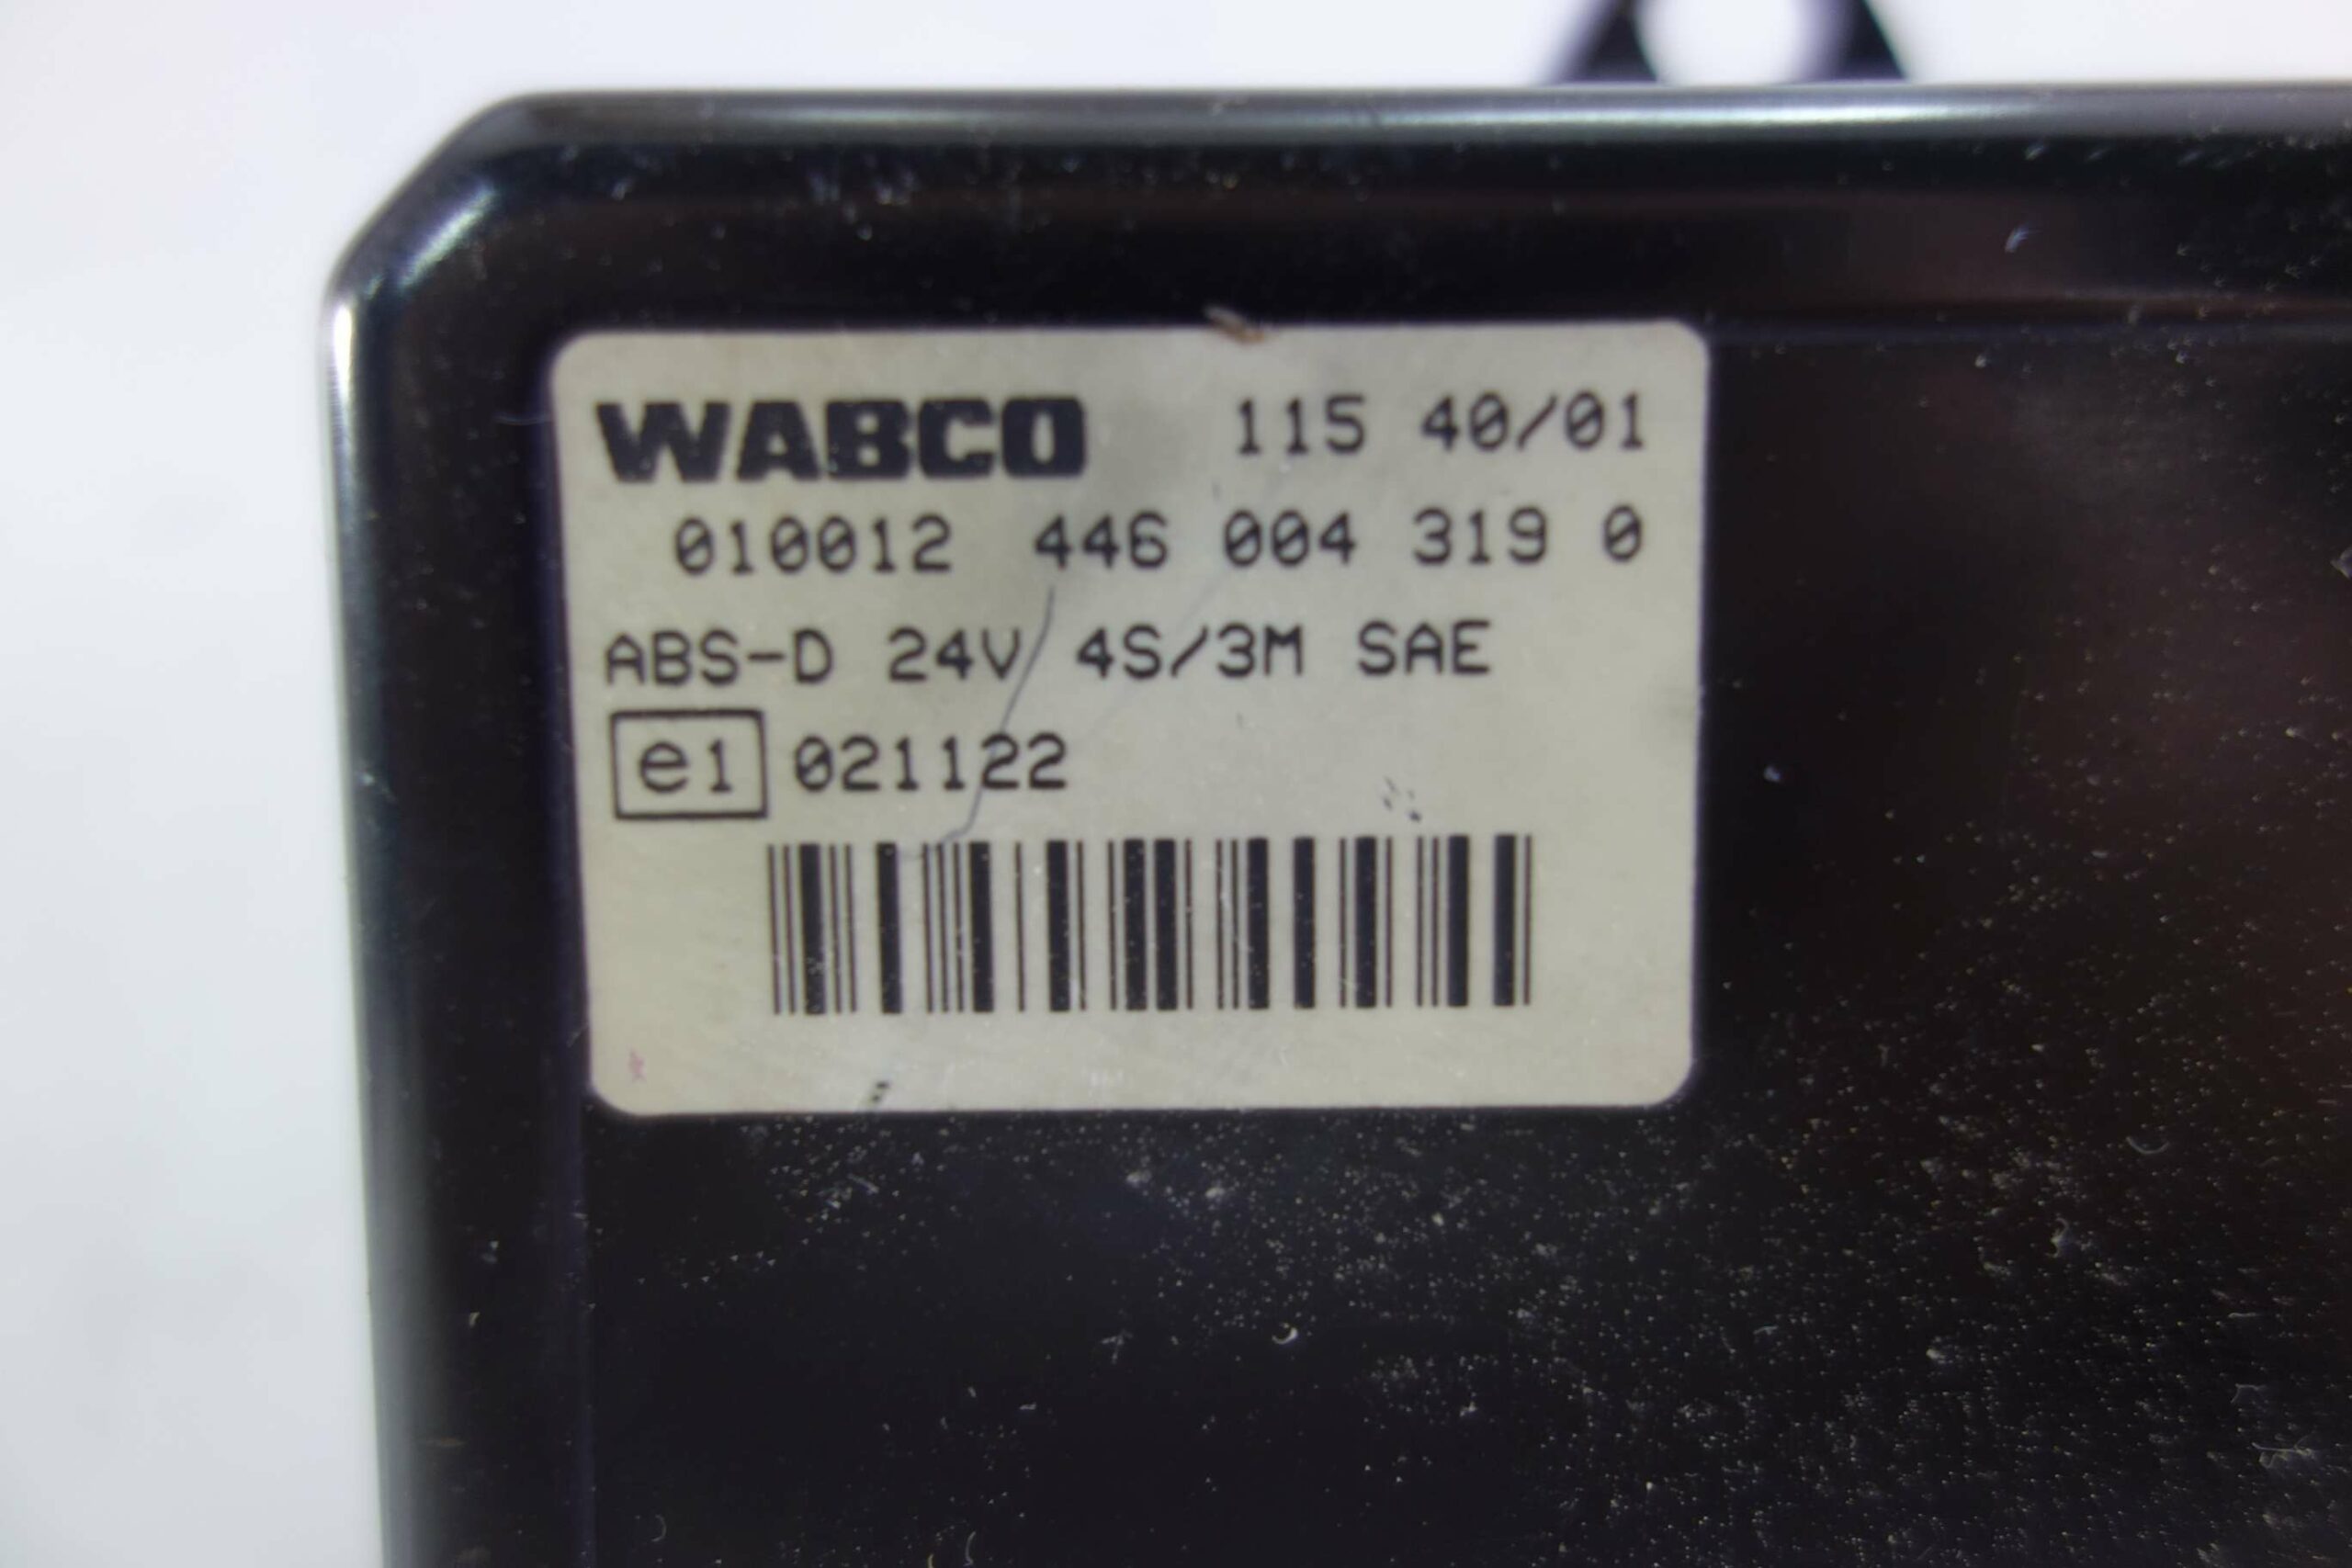 WABCO 115 40/01
010012 446 004 319 0
ABS-D 24V 4S/3M SAE
e1 021122